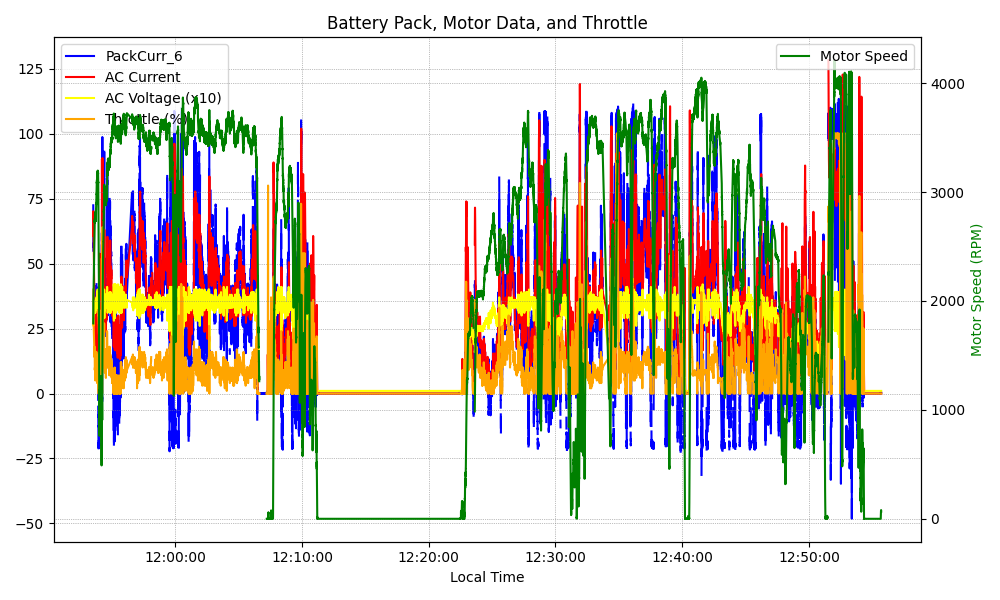 Battery Pack, Motor Data, and Throttle
PackCurr_6
AC Current
AC Voltage (x10)
Throttle (%)
Motor Speed
125
100
75
50
25
0
−25
−50
4000
3000
2000
1000
0
Motor Speed (RPM)
12:00:00
12:10:00
12:20:00
12:30:00
12:40:00
12:50:00
Local Time